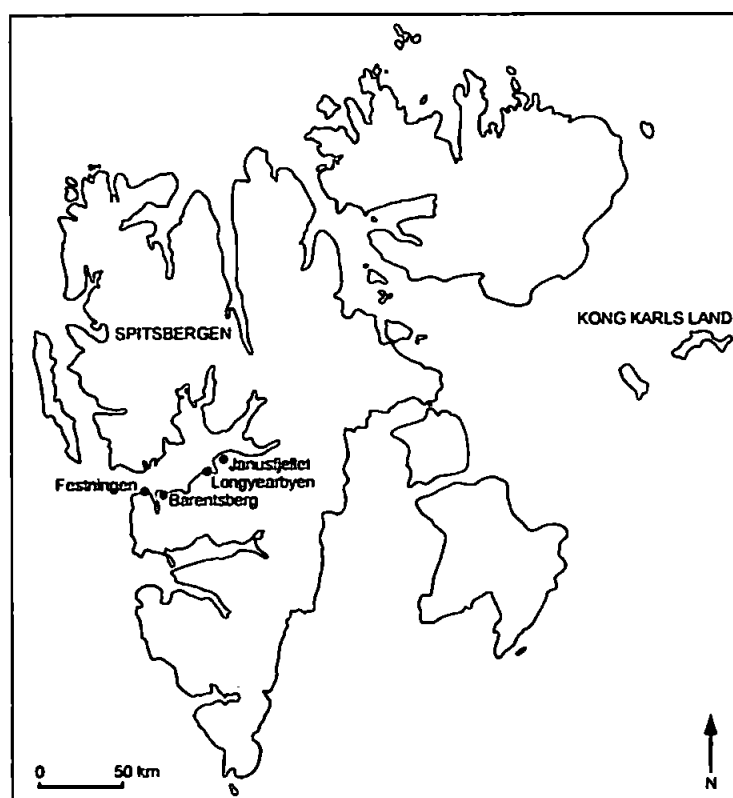 KONG KARLS LAND
SPITSBERGEN
Janusfjellet
Longyearbyen
Festningen
Barentsberg
0 50 km
N